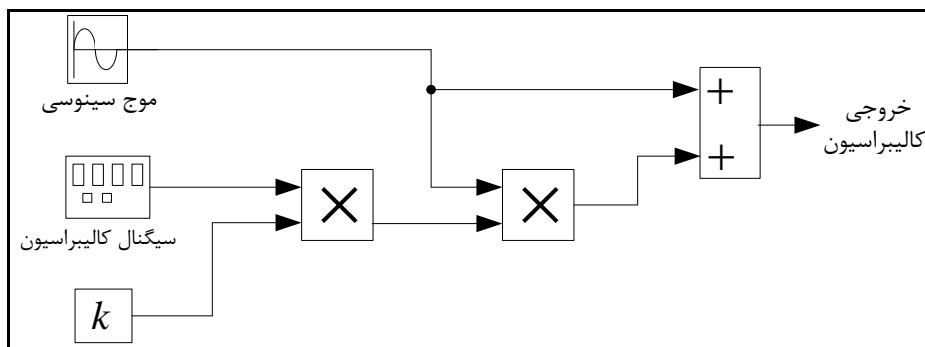 موج سینوسی
سیگنال کالیبراسیون
k
×
×
+
+
خروجی
کالیبراسیون